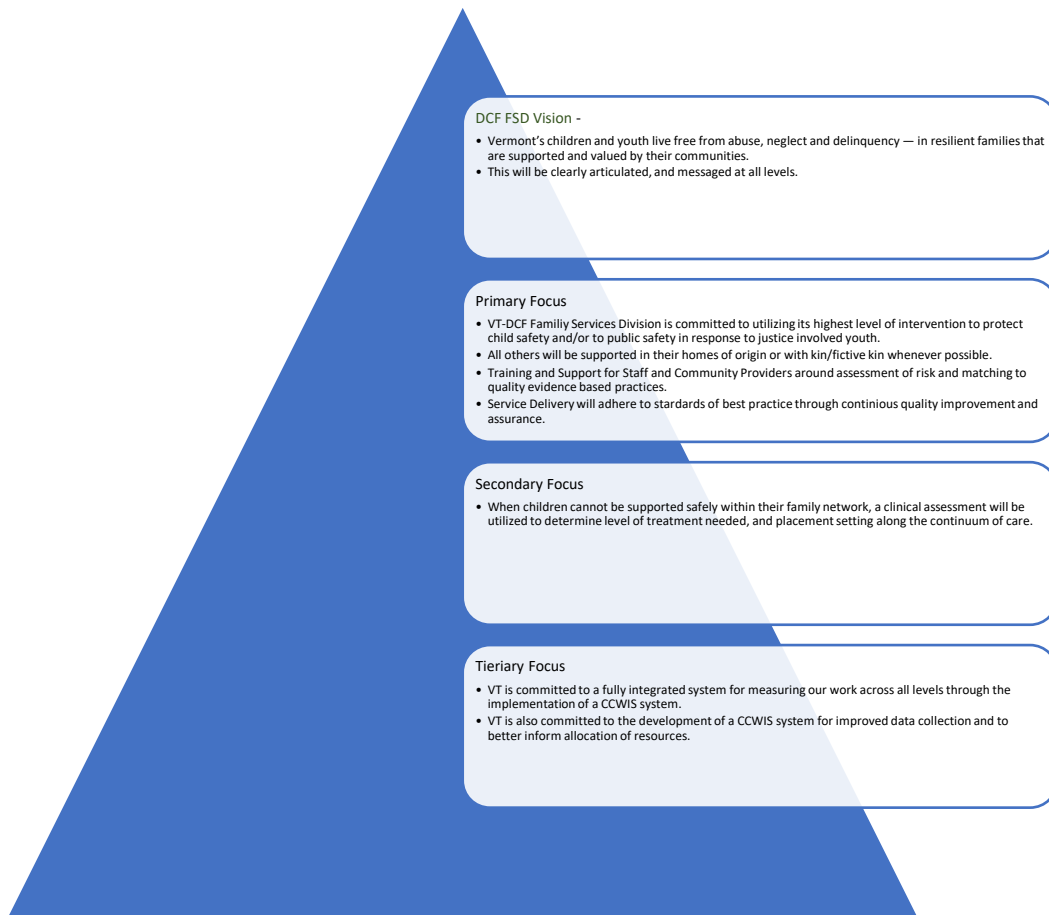 DCF FSD Vision -
• Vermont's children and youth live free from abuse, neglect and delinquency — in resilient families that
are supported and valued by their communities.
• This will be clearly articulated, and messaged at all levels.
Primary Focus
• VT-DCF Familiy Services Division is committed to utilizing its highest level of intervention to protect
child safety and/or to public safety in response to justice involved youth.
• All others will be supported in their homes of origin or with kin/fictive kin whenever possible.
• Training and Support for Staff and Community Providers around assessment of risk and matching to
quality evidence based practices.
• Service Delivery will adhere to stardards of best practice through continious quality improvement and
assurance.
Secondary Focus
• When children cannot be supported safely within their family network, a clinical assessment will be
utilized to determine level of treatment needed, and placement setting along the continuum of care.
Tieriary Focus
• VT is committed to a fully integrated system for measuring our work across all levels through the
implementation of a CCWIS system.
• VT is also committed to the development of a CCWIS system for improved data collection and to
better inform allocation of resources.